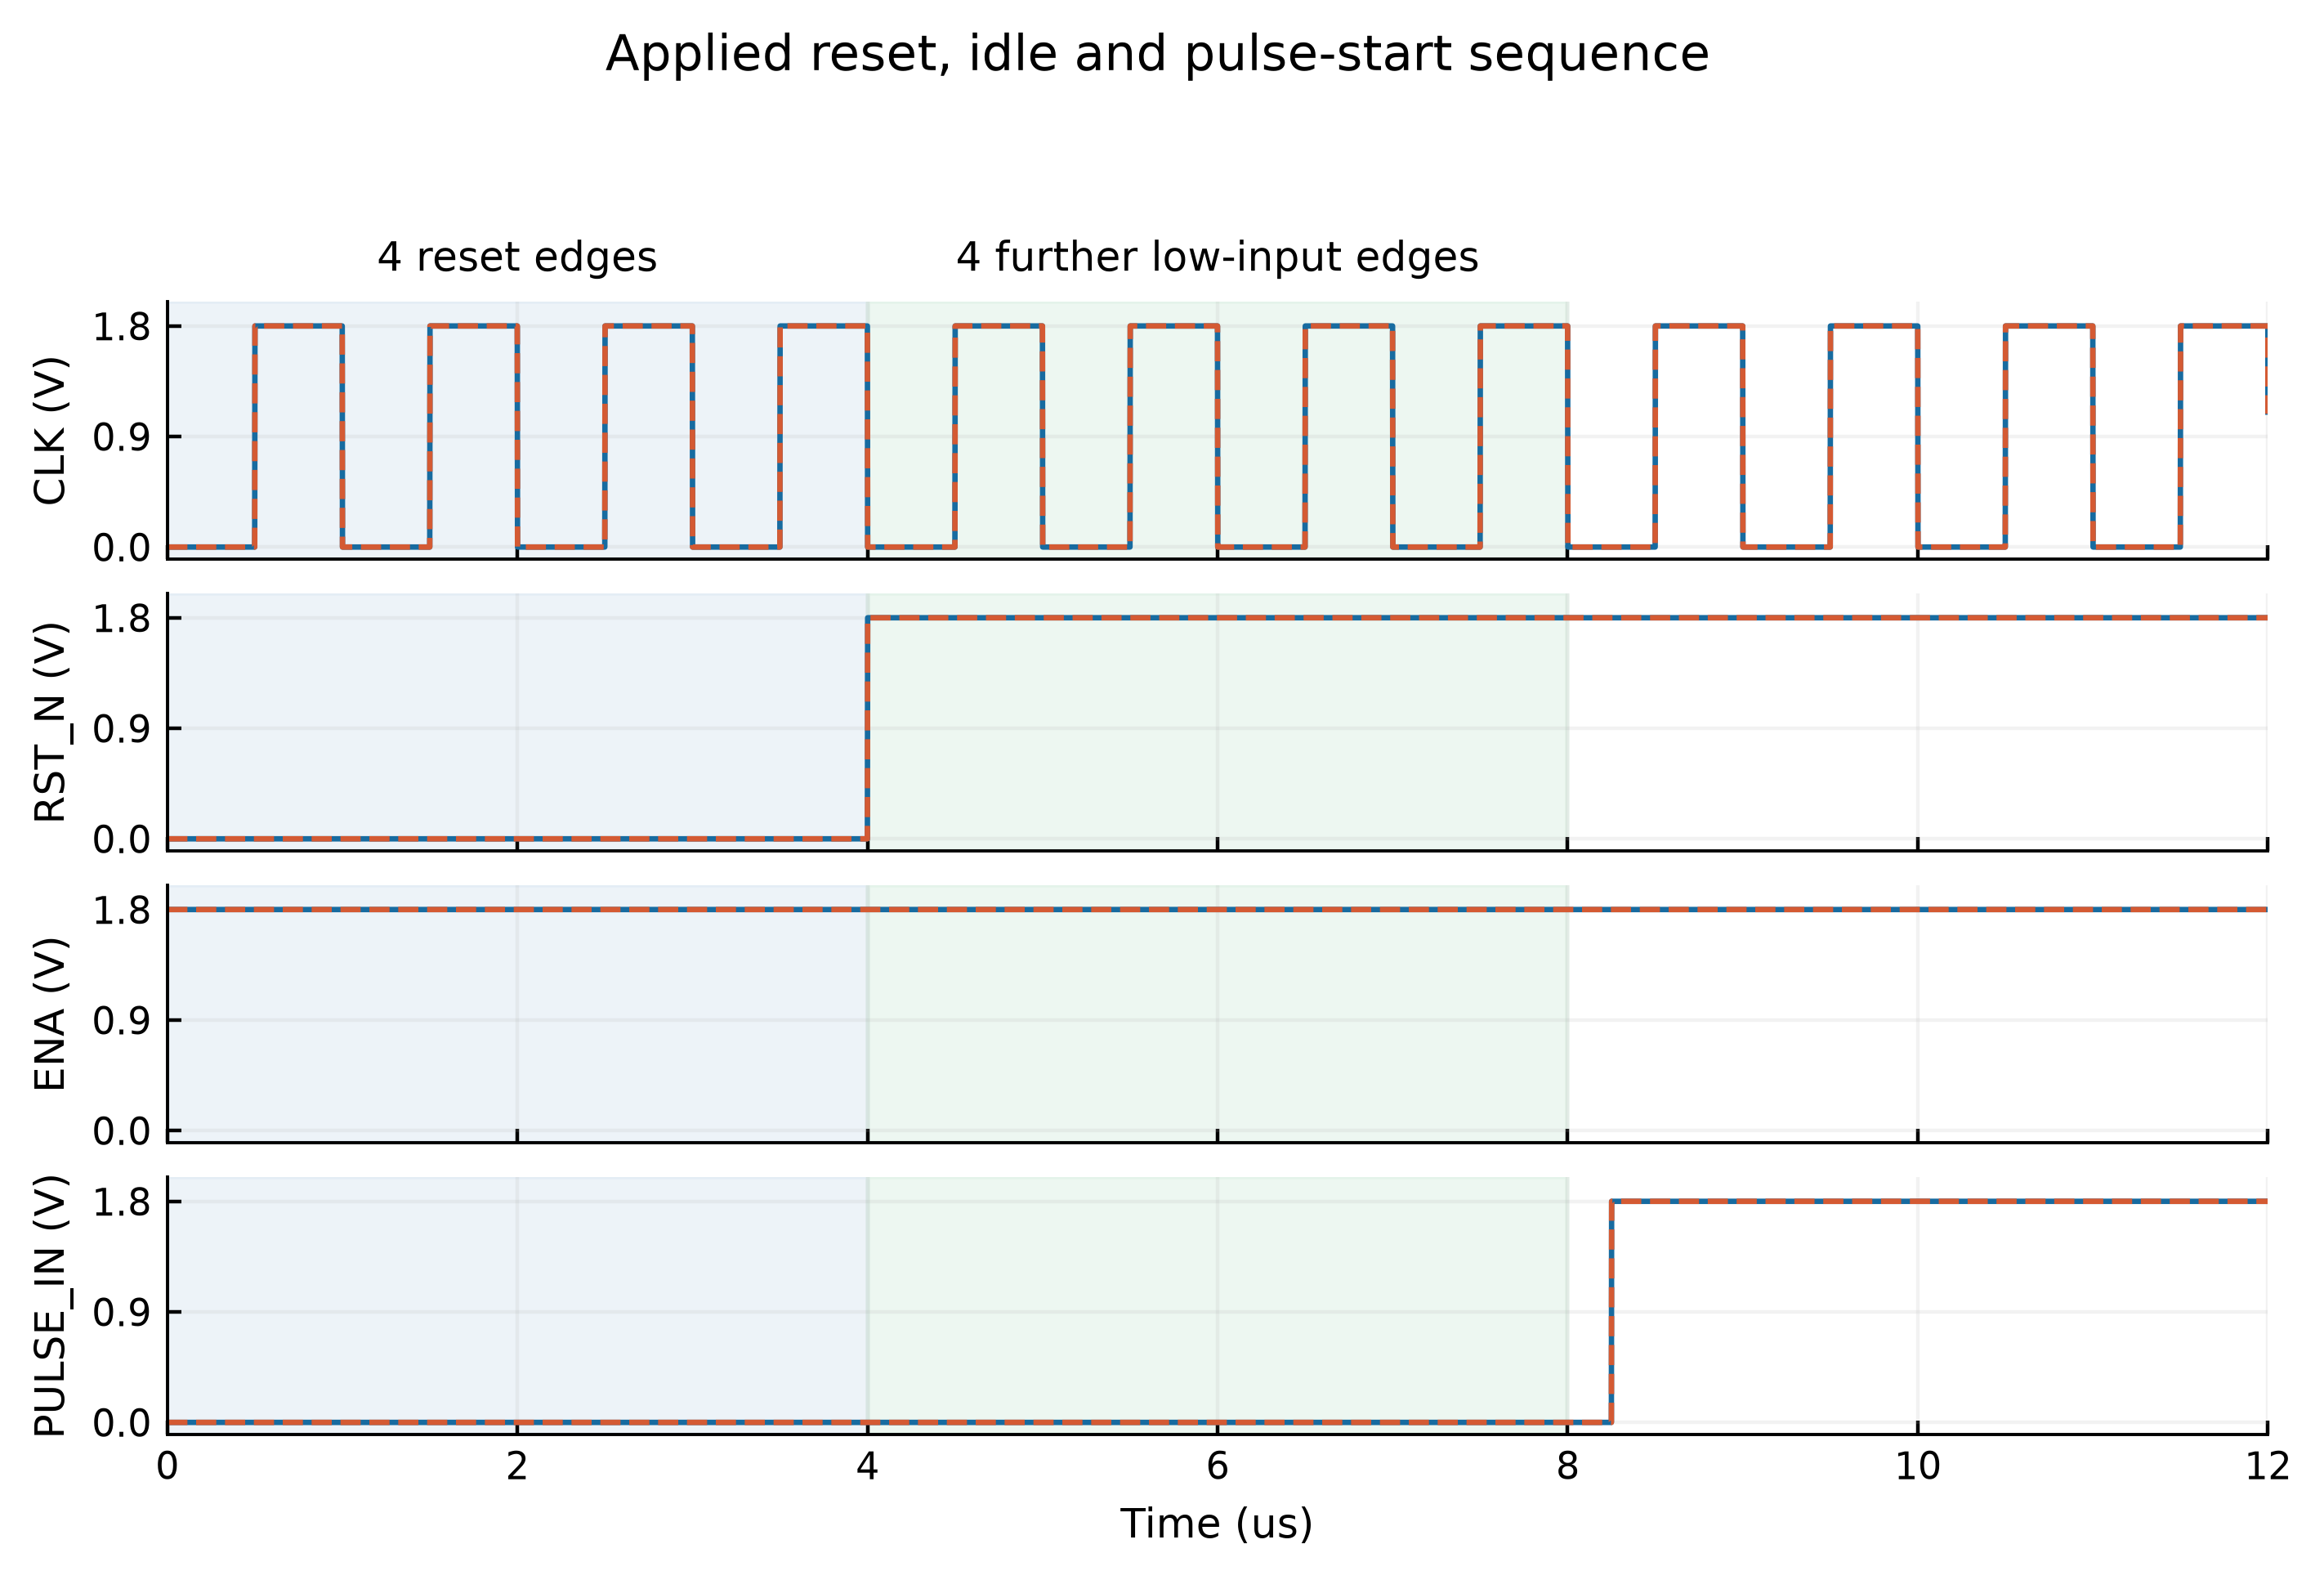 Applied reset, idle and pulse-start sequence
4 reset edges
4 further low-input edges
CLK (V)
1.8
0.9
0.0
RST_N (V)
1.8
0.9
0.0
ENA (V)
1.8
0.9
0.0
PULSE_IN (V)
1.8
0.9
0.0
0 2 4 6 8 10 12
Time (us)